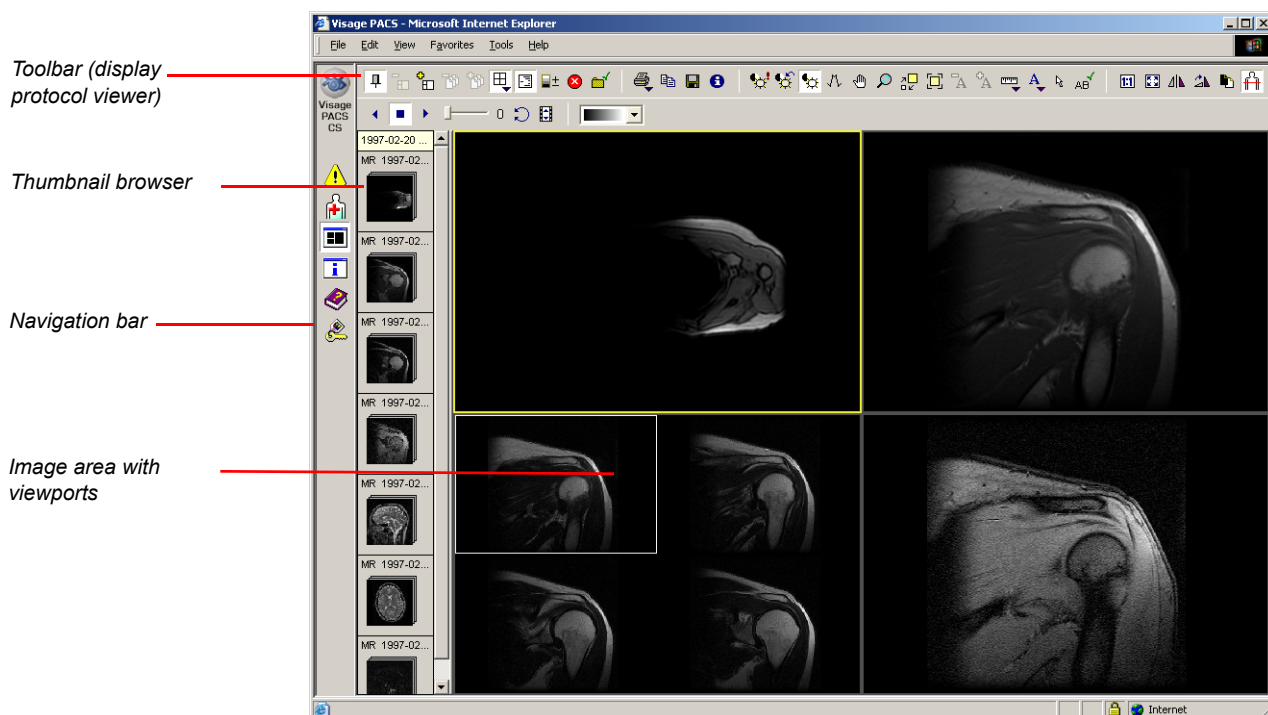 Visage PACS - Microsoft Internet Explorer
File Edit View Favorites Tools Help
Toolbar (display
protocol viewer)
Visage
PACS
CS
0
1:1
1997-02-20 ...
MR 1997-02...
Thumbnail browser
MR 1997-02...
MR 1997-02...
Navigation bar
MR 1997-02...
Image area with
viewports
MR 1997-02...
MR 1997-02...
MR 1997-02...
Internet